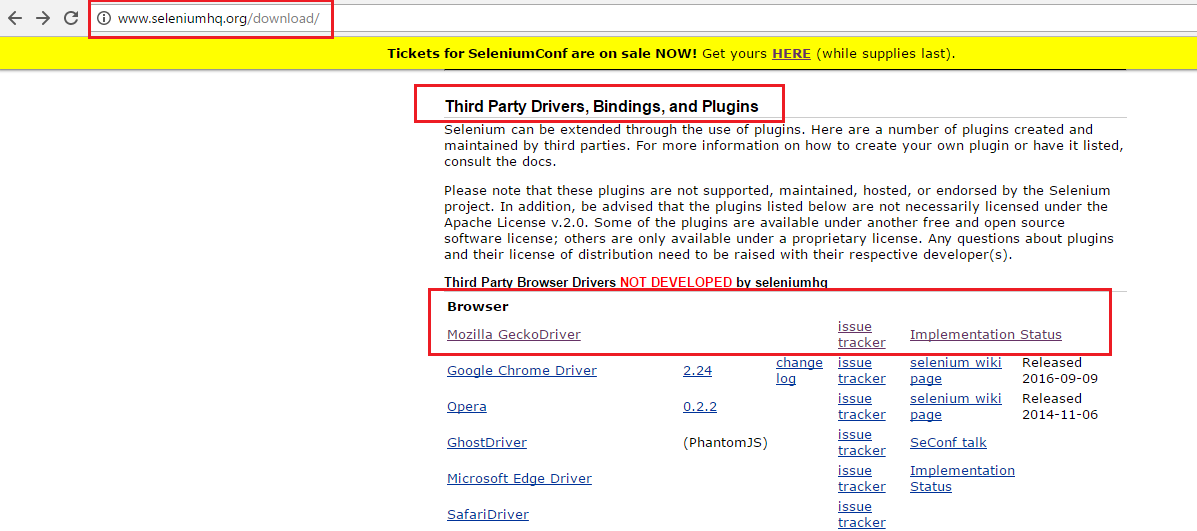 www.seleniumhq.org/download/
Tickets for SeleniumConf are on sale NOW! Get yours HERE (while supplies last).
Third Party Drivers, Bindings, and Plugins
Selenium can be extended through the use of plugins. Here are a number of plugins created and
maintained by third parties. For more information on how to create your own plugin or have it listed,
consult the docs.
Please note that these plugins are not supported, maintained, hosted, or endorsed by the Selenium
project. In addition, be advised that the plugins listed below are not necessarily licensed under the
Apache License v.2.0. Some of the plugins are available under another free and open source
software license; others are only available under a proprietary license. Any questions about plugins
and their license of distribution need to be raised with their respective developer(s).
Third Party Browser Drivers NOT DEVELOPED by seleniumhq
Browser
Mozilla GeckoDriver issue tracker Implementation Status
Google Chrome Driver 2.24 change log issue tracker selenium wiki page Released 2016-09-09
Opera 0.2.2 issue tracker selenium wiki page Released 2014-11-06
GhostDriver (PhantomJS) issue tracker SeConf talk
Microsoft Edge Driver issue tracker Implementation Status
SafariDriver issue tracker